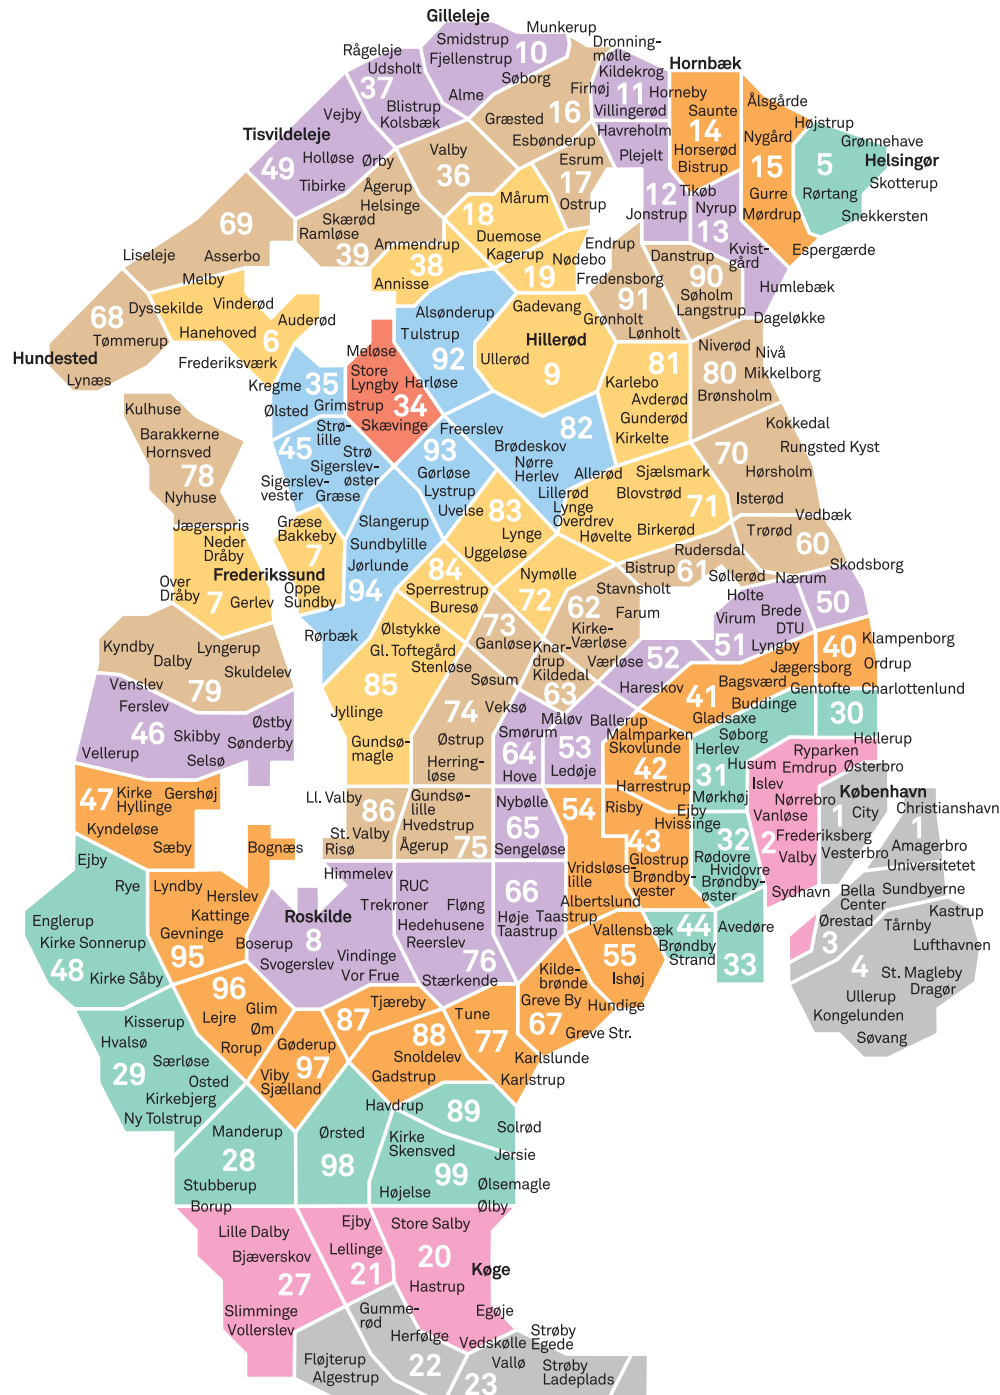 Gilleleje
Munkerup
Smidstrup
Fjellenstrup
10
Søborg
Alme
Rågeleje
Udsholt
37
Blistrup
Kolsbæk
Vejby
Dronning-
mølle
Kildekrog
11
Villingerød
Hornbæk
Horneby
Saunte
14
Horserød
Bistrup
Firhøj
16
Græsted
Esbønderup
Ålsgårde
Højstrup
Nygård
15
Gurre
Mørdrup
Espergærde
Grønnehave
5
Helsingør
Skotterup
Rørtang
Snekkersten
Tisvildeleje
49
Holløse
Ørby
Tibirke
Valby
36
Ågerup
Helsinge
Esrum
17
Ostrup
Havreholm
Plejelt
12
Jonstrup
Tikøb
Nyrup
13
Kvist-
gård
Humlebæk
69
Liseleje
Asserbo
Skærød
Ramløse
39
Mårum
18
Duemose
Kagerup
Ammendrup
38
Annisse
Nødebo
19
Endrup
Fredensborg
91
Grønholt
Lønholt
Danstrup
90
Søholm
Langstrup
Dageløkke
Melby
Dyssekilde
Vinderød
Auderød
Hanehoved
6
Frederiksværk
68
Tømmerup
Hundested
Lynæs
Alsønderup
Tulstrup
92
Harløse
Gadevang
Hillerød
Ullerød
9
Meløse
Store
Lyngby
34
Skævinge
Kregme
35
Ølsted
Grimstrup
81
Karlebo
Avderød
Gunderød
Kirkelte
Niverød
Nivå
Mikkelborg
80
Brønsholm
Kokkedal
Rungsted Kyst
70
Hørsholm
Isterød
Vedbæk
Kulhuse
Barakkerne
Hornsved
78
Nyhuse
Strø-
lille
45
Strø
Sigerslev-
øster
Sigerslev-
vester
Græse
Freerslev
93
Gørløse
Lystrup
Uvelse
82
Brødeskov
Nørre
Herlev
Allerød
Lillerød
Lynge
Overdrev
Høvelte
Sjælsmark
Blovstrød
71
Birkerød
Trørød
60
Skodsborg
Jægerspris
Neder
Dråby
Over
Dråby
7
Gerlev
Frederikssund
Græse
Bakkeby
7
Oppe
Sundby
Slangerup
Sundbylille
Jørlunde
94
Rørbæk
83
Lynge
Uggeløse
84
Sperrestrup
Buresø
Nymølle
72
Rudersdal
Bistrup
61
Søllerød
Stavnsholt
62
Farum
Kirke-
Værløse
Nærum
50
Holte
Virum
Brede
DTU
51
Lyngby
Kyndby
Dalby
Lyngerup
Skuldelev
79
Ølstykke
Gl. Toftegård
Stenløse
85
Jyllinge
Gundsø-
magle
73
Ganløse
Søsum
Knar-
drup
Kildedal
63
Værløse
52
Hareskov
Jægersborg
40
Klampenborg
Ordrup
41
Bagsværd
Gentofte
Charlottenlund
Buddinge
Gladsaxe
30
Hellerup
Venslev
Ferslev
46
Skibby
Østby
Sønderby
Vellerup
Selsø
74
Veksø
Østrup
Herring-
løse
Smørum
64
Hove
Måløv
53
Ledøje
Ballerup
Malmparken
Skovlunde
42
Harrestrup
Søborg
Herlev
31
Mørkhøj
Husum
Islev
Ryparken
Emdrup
Østerbro
Nørrebro
Vanløse
2
Frederiksberg
Valby
Sydhavn
København
1
City
Vesterbro
Christianshavn
1
Amagerbro
Universitetet
47
Kirke
Hyllinge
Gershøj
Kyndeløse
Sæby
Bognæs
Ll. Valby
86
St. Valby
Risø
Gundsø-
lille
Hvedstrup
Ågerup
75
Nybølle
65
Sengeløse
54
Risby
Vridsløse-
lille
Albertslund
Ejby
Hvissinge
43
Glostrup
Brøndby-
vester
32
Rødovre
Hvidovre
Brøndby-
øster
Ejby
Rye
Englerup
Kirke Sonnerup
48
Kirke Såby
Lyndby
Herslev
Kattinge
Gevninge
95
Himmelev
Roskilde
Boserup
8
Svogerslev
Vindinge
Vor Frue
RUC
Trekroner
Fløng
Hedehusene
Reerslev
76
Stærkende
66
Høje
Taastrup
Taastrup
Vallensbæk
55
Ishøj
44
Brøndby
Strand
Avedøre
33
Bella
Center
Ørestad
3
Sundbyerne
Kastrup
Tårnby
Lufthavnen
4
St. Magleby
Dragør
Ullerup
Kongelunden
Søvang
96
Lejre
Glim
Øm
Rorup
Tjæreby
87
Gøderup
Viby
Sjælland
97
Tune
88
Snoldelev
Gadstrup
77
Kilde-
brønde
Greve By
67
Hundige
Greve Str.
Karlslunde
Karlstrup
Kisserup
Hvalsø
29
Særløse
Osted
Kirkebjerg
Ny Tolstrup
Havdrup
89
Solrød
Manderup
28
Stubberup
Borup
Ørsted
98
Kirke
Skensved
Jersie
99
Højelse
Ølsemagle
Ølby
Lille Dalby
Bjæverskov
27
Slimminge
Vollerslev
Ejby
Lellinge
21
Store Salby
20
Køge
Hastrup
Egøje
Gumme-
rød
Herfølge
22
Vedskølle
Strøby
Egede
Vallø
23
Strøby
Ladeplads
Fløjterup
Algestrup